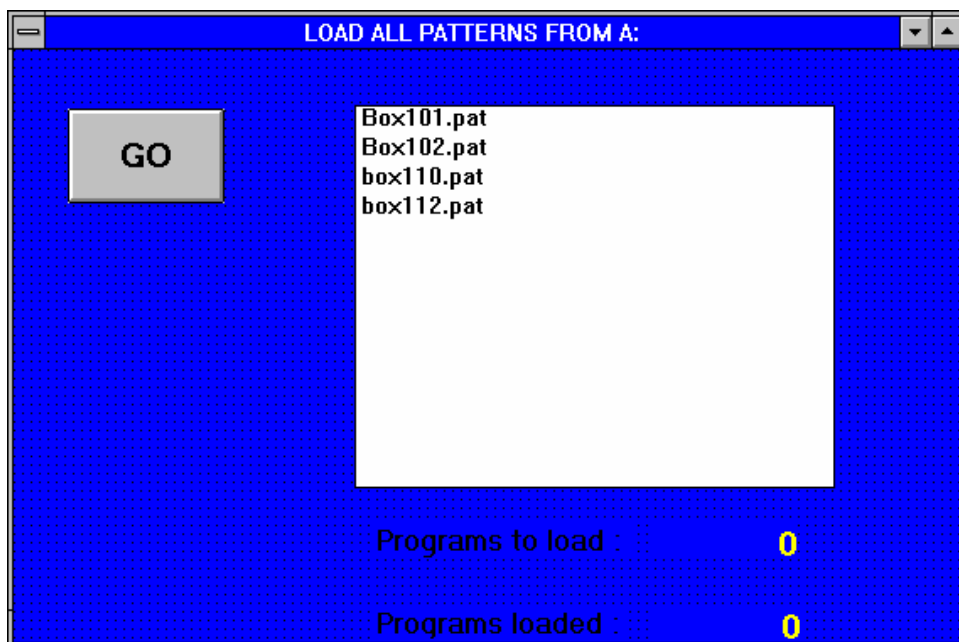 LOAD ALL PATTERNS FROM A:
GO
Box101.pat
Box102.pat
box110.pat
box112.pat
Programs to load : 0
Programs loaded : 0